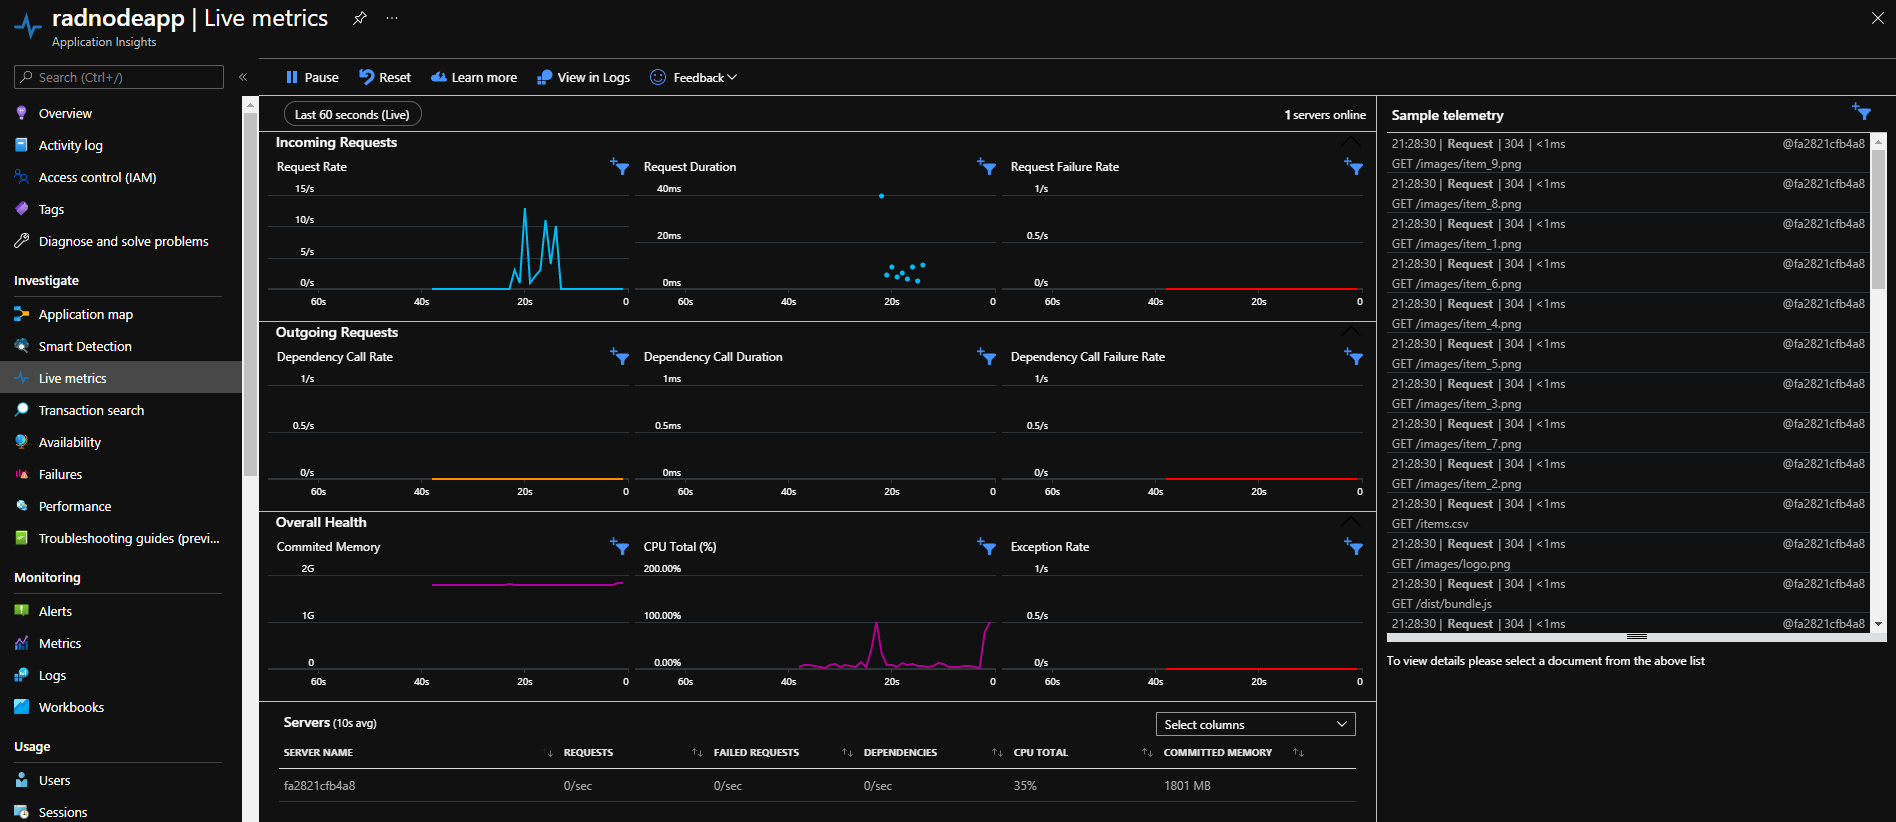 radnodeapp | Live metrics
Application Insights
Search (Ctrl+/)
Overview
Activity log
Access control (IAM)
Tags
Diagnose and solve problems
Investigate
Application map
Smart Detection
Live metrics
Transaction search
Availability
Failures
Performance
Troubleshooting guides (previ...
Monitoring
Alerts
Metrics
Logs
Workbooks
Usage
Users
Sessions
Pause Reset Learn more View in Logs Feedback
Last 60 seconds (Live) 1 servers online
Incoming Requests
Request Rate
15/s
10/s
5/s
0/s
60s 40s 20s 0
Request Duration
40ms
20ms
0ms
60s 40s 20s 0
Request Failure Rate
1/s
0.5/s
0/s
60s 40s 20s 0
Outgoing Requests
Dependency Call Rate
1/s
0.5/s
0/s
60s 40s 20s 0
Dependency Call Duration
1ms
0.5ms
0ms
60s 40s 20s 0
Dependency Call Failure Rate
1/s
0.5/s
0/s
60s 40s 20s 0
Overall Health
Commited Memory
2G
1G
0
60s 40s 20s 0
CPU Total (%)
200.00%
100.00%
0.00%
60s 40s 20s 0
Exception Rate
1/s
0.5/s
0/s
60s 40s 20s 0
Servers (10s avg) Select columns
SERVER NAME REQUESTS FAILED REQUESTS DEPENDENCIES CPU TOTAL COMMITTED MEMORY
fa2821cfb4a8 0/sec 0/sec 0/sec 35% 1801 MB
Sample telemetry
21:28:30 | Request | 304 | <1ms @fa2821cfb4a8
GET /images/item_9.png
21:28:30 | Request | 304 | <1ms @fa2821cfb4a8
GET /images/item_8.png
21:28:30 | Request | 304 | <1ms @fa2821cfb4a8
GET /images/item_1.png
21:28:30 | Request | 304 | <1ms @fa2821cfb4a8
GET /images/item_6.png
21:28:30 | Request | 304 | <1ms @fa2821cfb4a8
GET /images/item_4.png
21:28:30 | Request | 304 | <1ms @fa2821cfb4a8
GET /images/item_5.png
21:28:30 | Request | 304 | <1ms @fa2821cfb4a8
GET /images/item_3.png
21:28:30 | Request | 304 | <1ms @fa2821cfb4a8
GET /images/item_7.png
21:28:30 | Request | 304 | <1ms @fa2821cfb4a8
GET /images/item_2.png
21:28:30 | Request | 304 | <1ms @fa2821cfb4a8
GET /items.csv
21:28:30 | Request | 304 | <1ms @fa2821cfb4a8
GET /images/logo.png
21:28:30 | Request | 304 | <1ms @fa2821cfb4a8
GET /dist/bundle.js
21:28:30 | Request | 304 | <1ms @fa2821cfb4a8
To view details please select a document from the above list